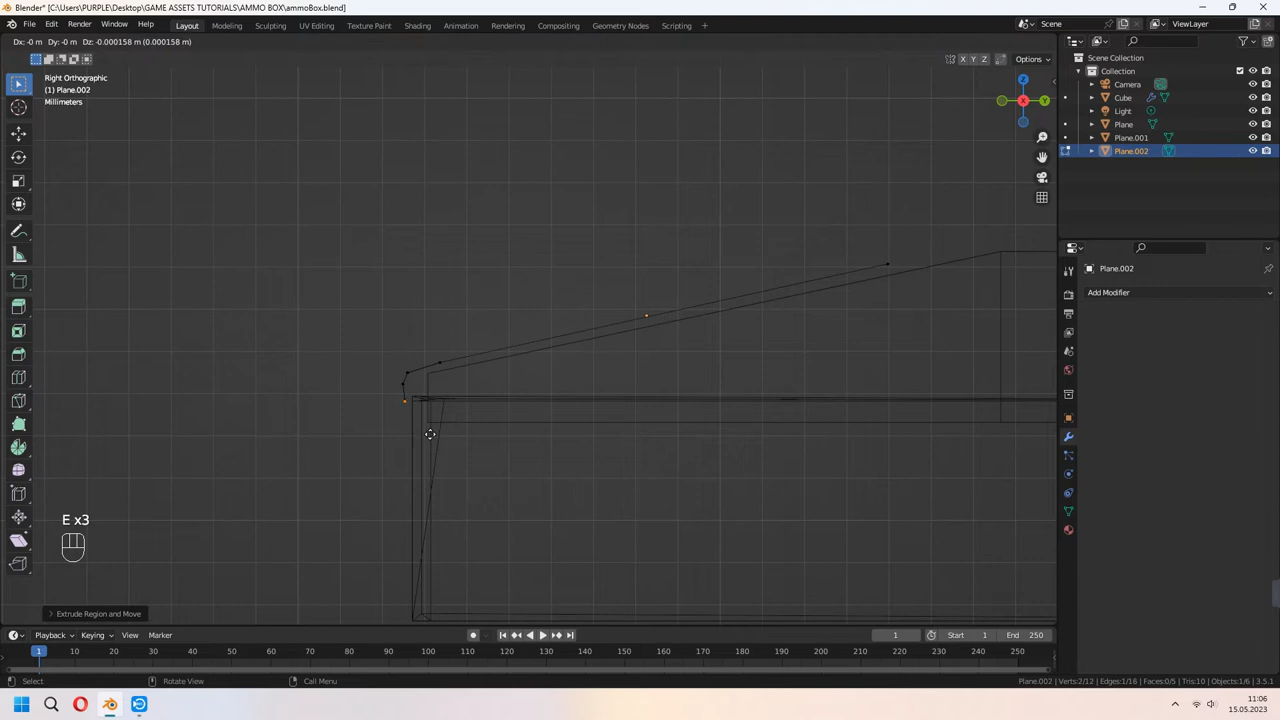 Blender* [C:\Users\PURPLE\Desktop\GAME ASSETS TUTORIALS\AMMO BOX\ammoBox.blend]
File Edit Render Window Help Layout Modeling Sculpting UV Editing Texture Paint Shading Animation Rendering Compositing Geometry Nodes Scripting + Scene ViewLayer
Dx: -0 m Dy: -0 m Dz: -0.000158 m (0.000158 m)
X Y Z Options
Right Orthographic
(1) Plane.002
Millimeters
Z
X
Y
Scene Collection
Collection
Camera
Cube
Light
Plane
Plane.001
Plane.002
Plane.002
Add Modifier
E x3
Extrude Region and Move
Playback Keying View Marker 1 Start 1 End 250
1 10 20 30 40 50 60 70 80 90 100 110 120 130 140 150 160 170 180 190 200 210 220 230 240 250
Select Rotate View Call Menu Plane.002 | Verts:2/12 | Edges:1/16 | Faces:0/5 | Tris:10 | Objects:1/6 | 3.5.1
11:06
15.05.2023